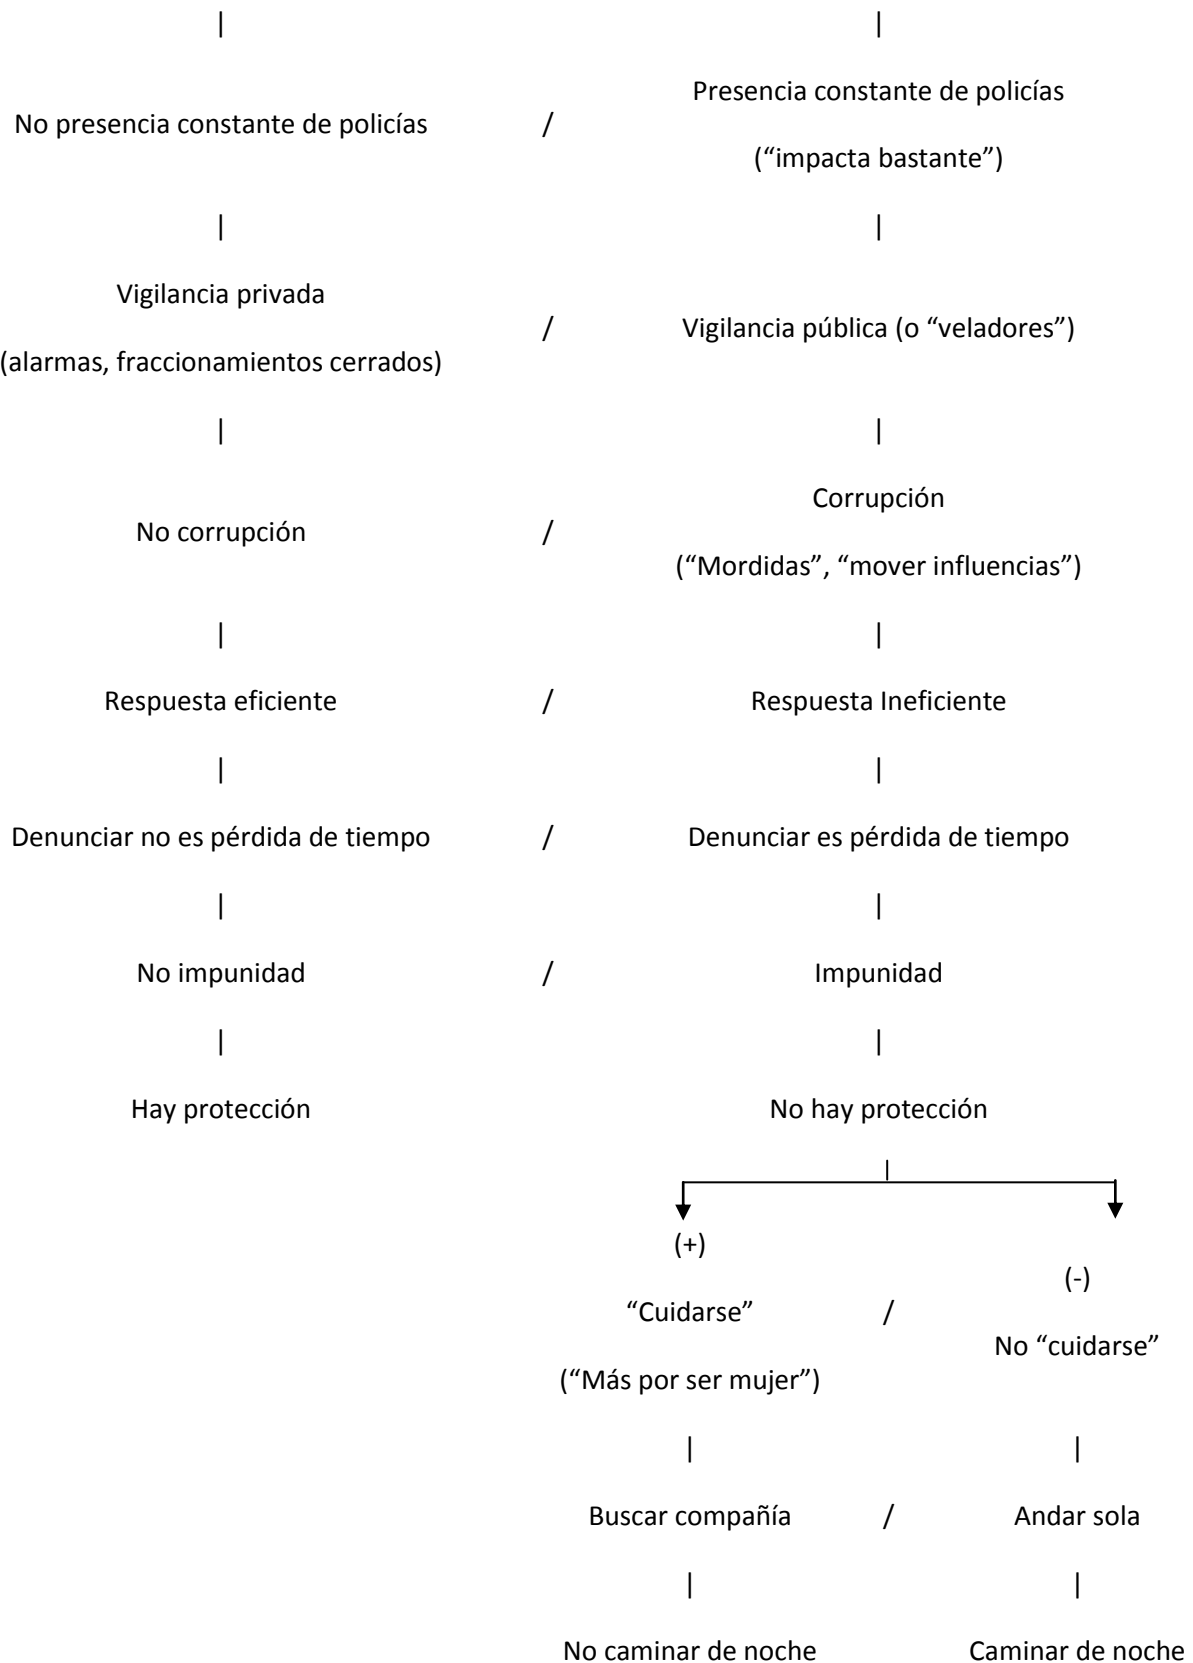 |	|
Presencia constante de policías
No presencia constante de policías	/
(“impacta bastante”)
|	|
Vigilancia privada
/	Vigilancia pública (o “veladores”)
(alarmas, fraccionamientos cerrados)
|	|
Corrupción
No corrupción	/
(“Mordidas”, “mover influencias”)
|	|
Respuesta eficiente	/	Respuesta Ineficiente
|	|
Denunciar no es pérdida de tiempo	/	Denunciar es pérdida de tiempo
|	|
No impunidad	/	Impunidad
|	|
Hay protección	No hay protección
|
(+)
(-)
“Cuidarse”	/
No “cuidarse”
(“Más por ser mujer”)
|	|
Buscar compañía	/	Andar sola
|	|
No caminar de noche	Caminar de noche